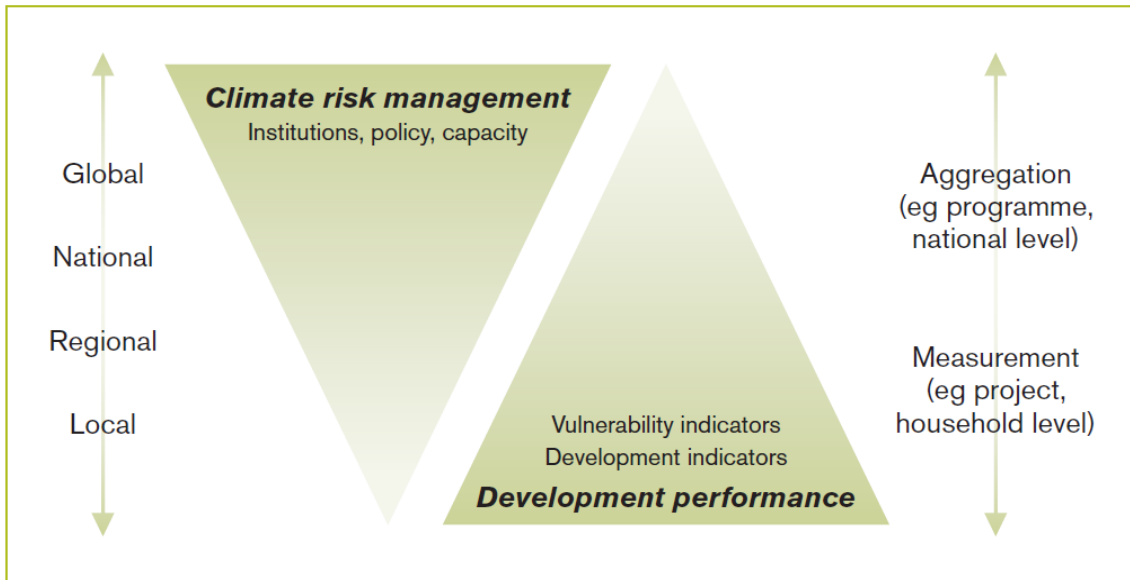 Climate risk management
Institutions, policy, capacity
Global
National
Regional
Local
Aggregation
(eg programme,
national level)
Measurement
(eg project,
household level)
Vulnerability indicators
Development indicators
Development performance